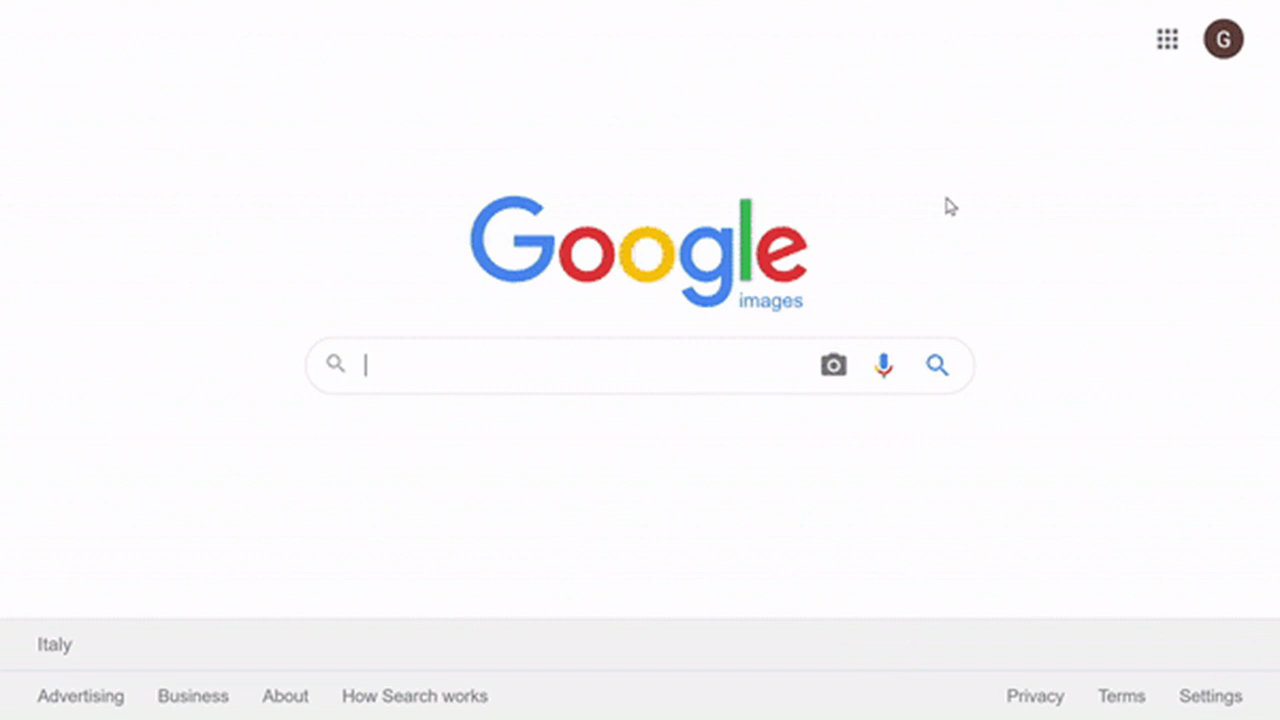 G
Google
images
Italy
Advertising Business About How Search works Privacy Terms Settings